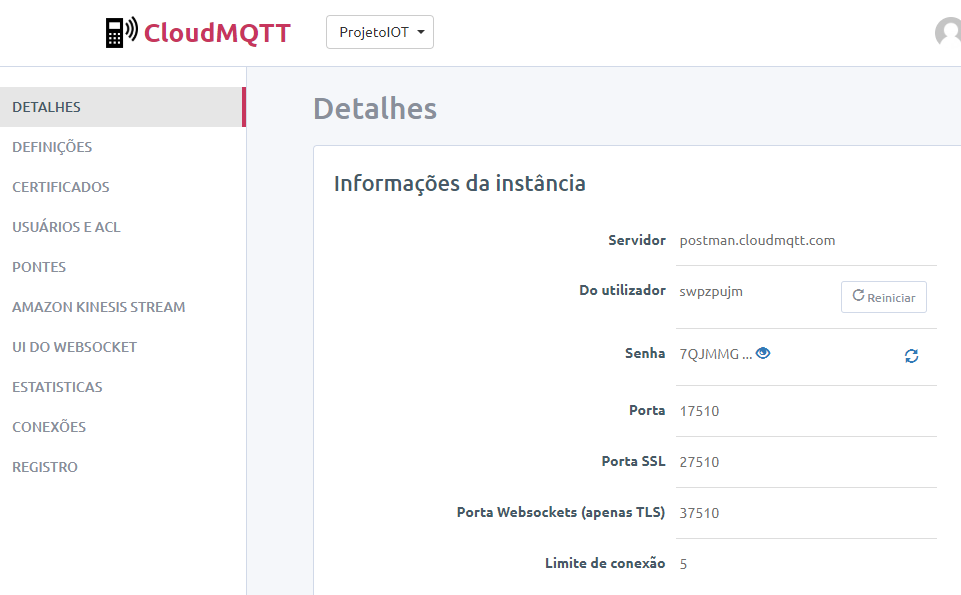 CloudMQTT
ProjetoIOT
DETALHES
DEFINIÇÕES
CERTIFICADOS
USUÁRIOS E ACL
PONTES
AMAZON KINESIS STREAM
UI DO WEBSOCKET
ESTATISTICAS
CONEXÕES
REGISTRO
Detalhes
Informações da instância
Servidor postman.cloudmqtt.com
Do utilizador swpzpujm Reiniciar
Senha 7QJMMG ...
Porta 17510
Porta SSL 27510
Porta Websockets (apenas TLS) 37510
Limite de conexão 5